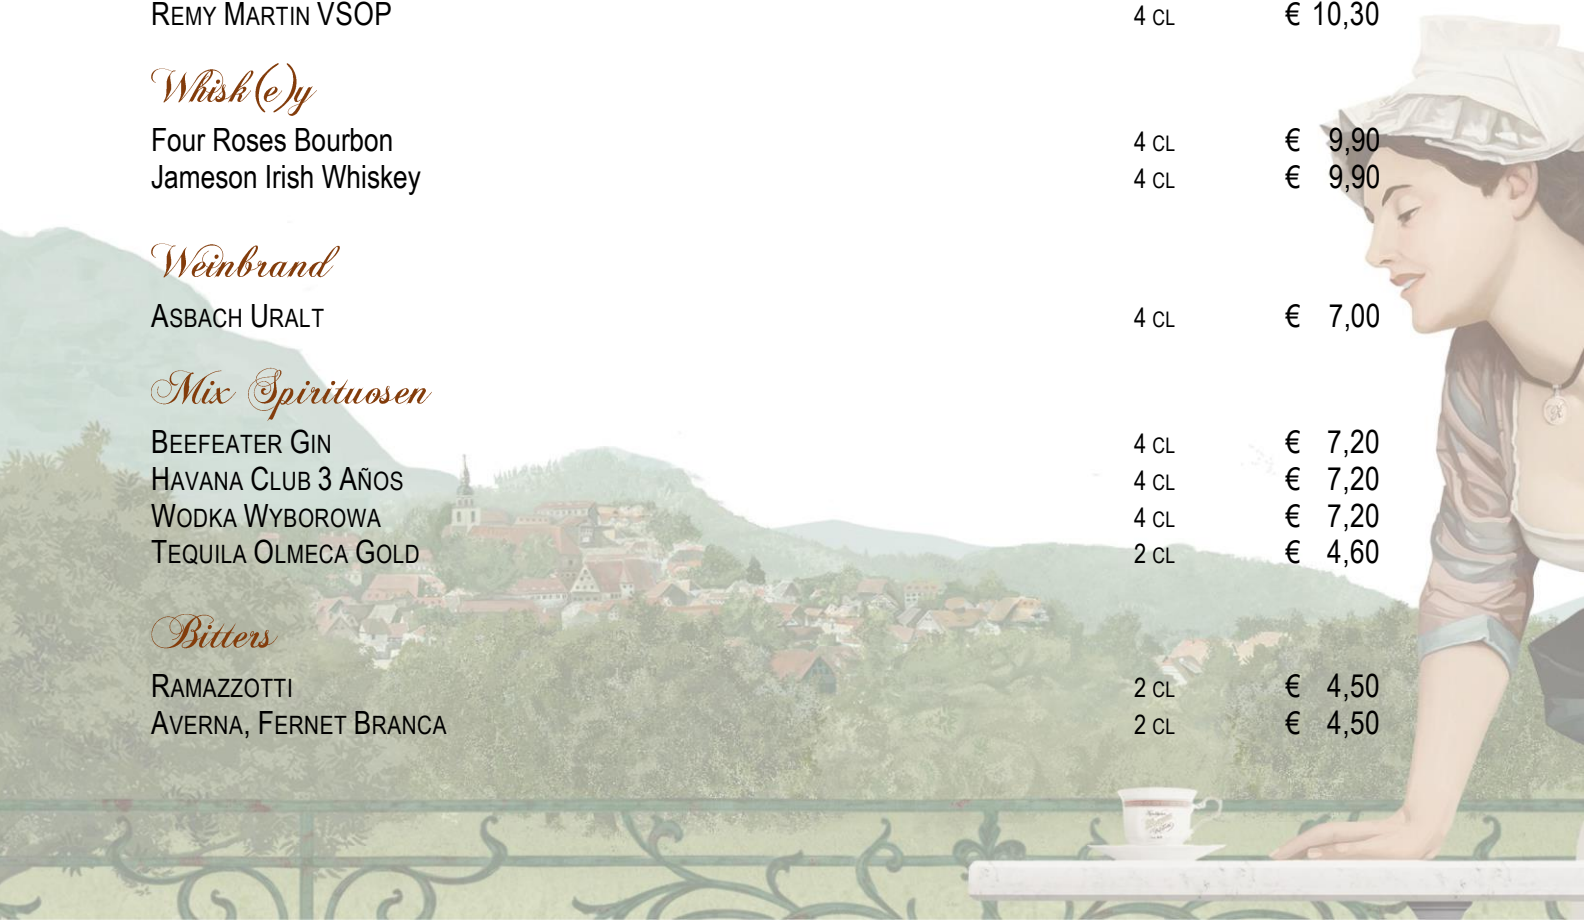 REMY MARTIN VSOP 4 CL € 10,30
Whisk(e)y
Four Roses Bourbon 4 CL € 9,90
Jameson Irish Whiskey 4 CL € 9,90
Weinbrand
ASBACH URALT 4 CL € 7,00
Mix Spirituosen
BEEFEATER GIN 4 CL € 7,20
HAVANA CLUB 3 AÑOS 4 CL € 7,20
WODKA WYBOROWA 4 CL € 7,20
TEQUILA OLMECA GOLD 2 CL € 4,60
Bitters
RAMAZZOTTI 2 CL € 4,50
AVERNA, FERNET BRANCA 2 CL € 4,50